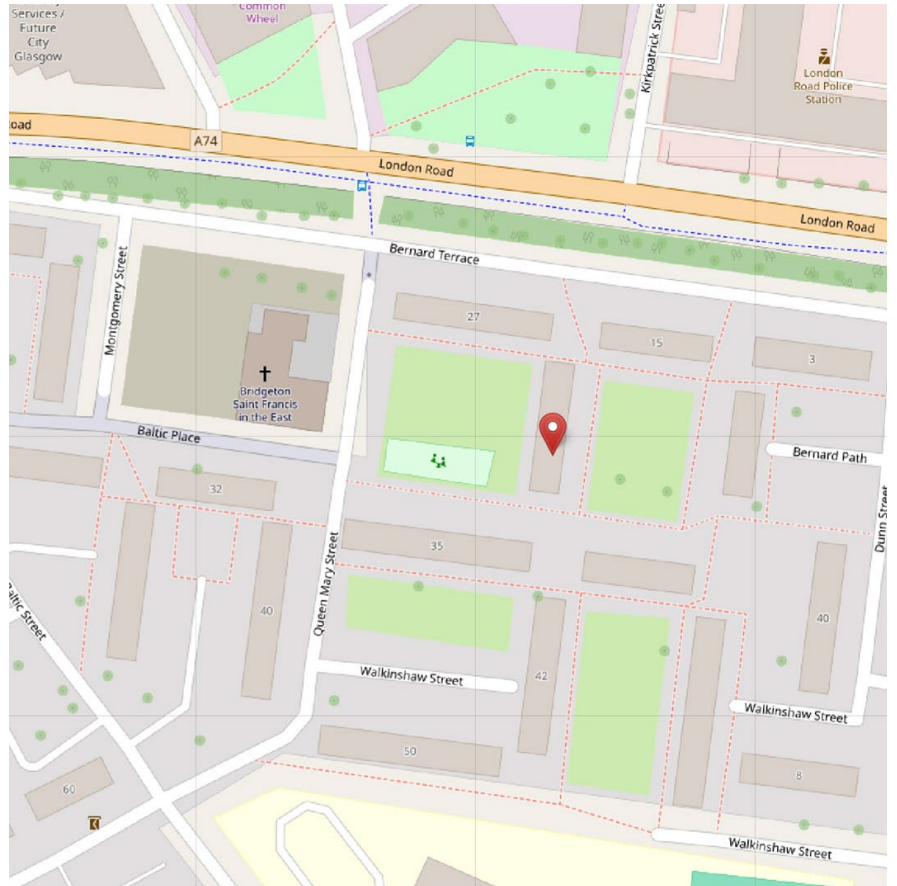 Services /
Future
City
Glasgow
Common
Wheel
Kirkpatrick Street
London
Road Police
Station
oad
A74
London Road
London Road
Bernard Terrace
Montgomery Street
27
15
3
Bridgeton
Saint Francis
in the East
Baltic Place
Bernard Path
32
35
Dunn Street
Queen Mary Street
40
40
Baltic Street
Walkinshaw Street
42
Walkinshaw Street
50
60
8
Walkinshaw Street